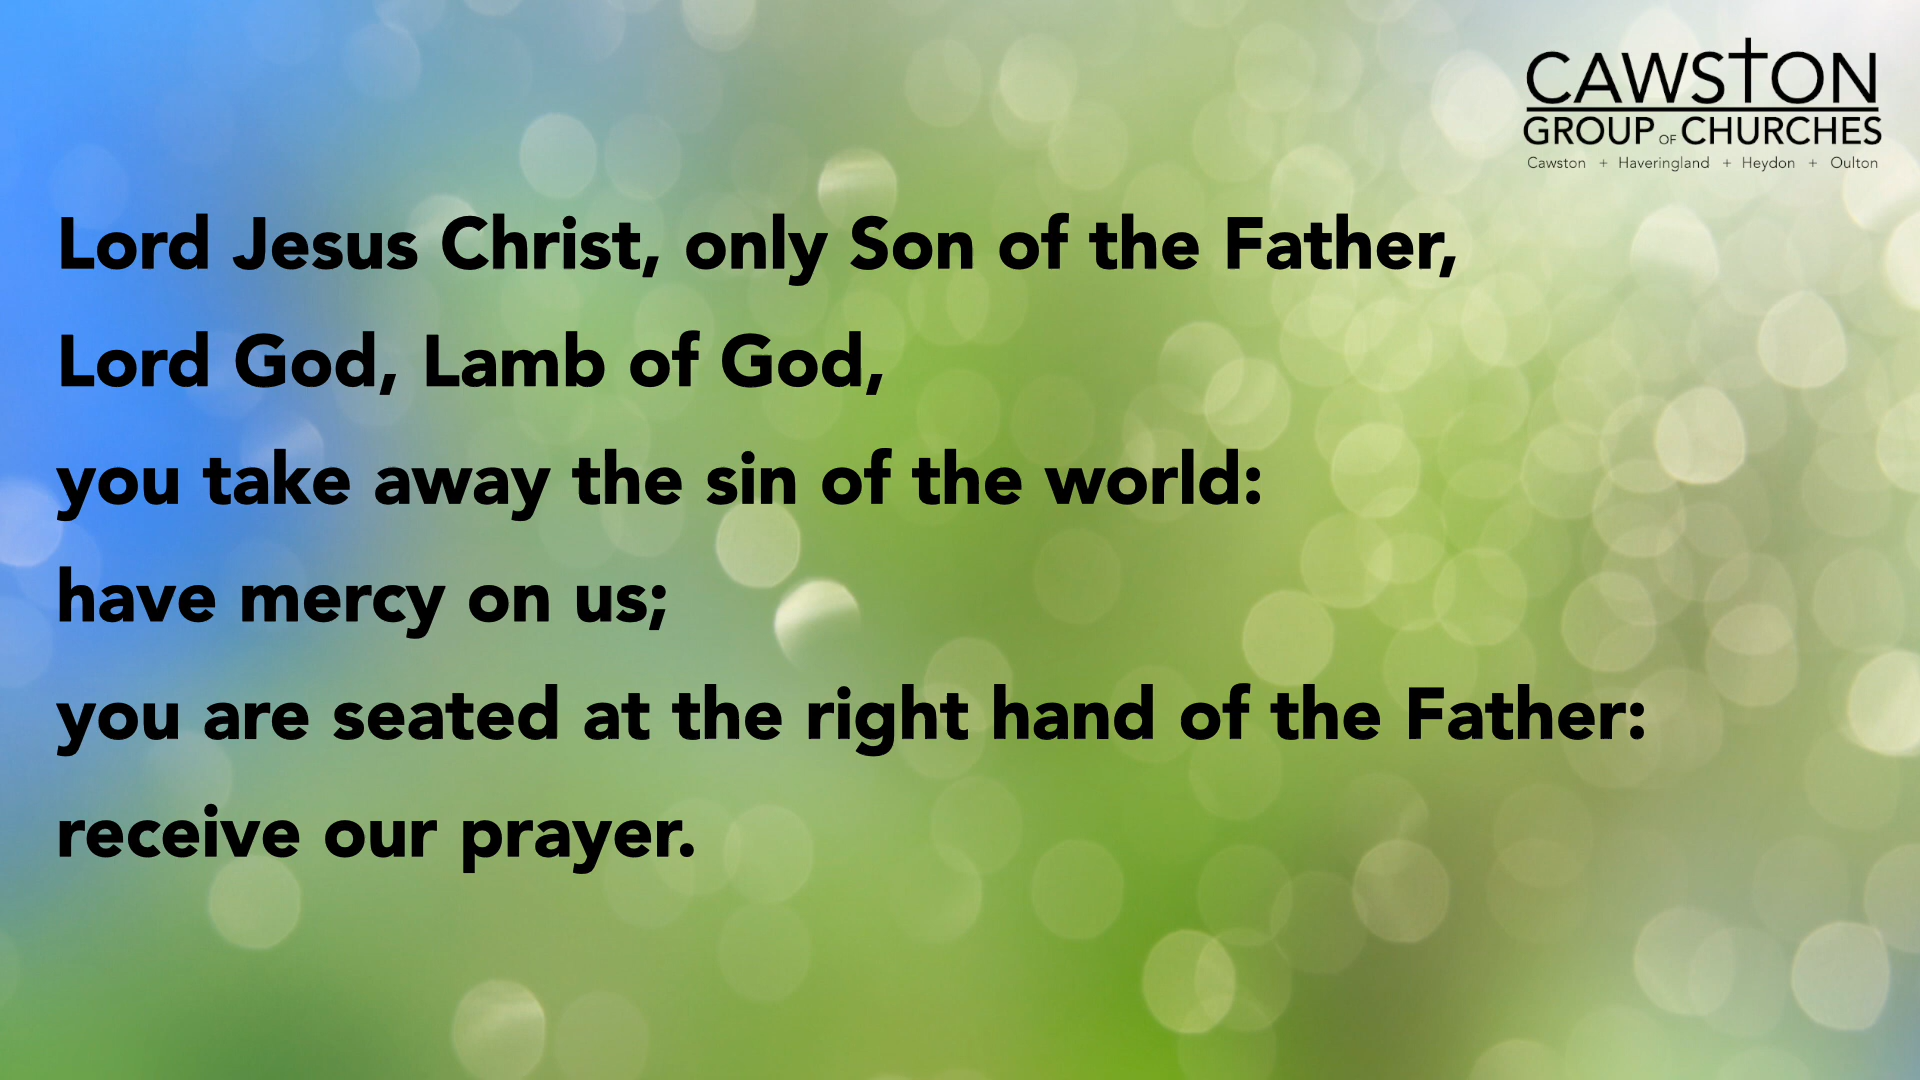 CAWSTON
GROUP OF CHURCHES
Cawston + Haveringland + Heydon + Oulton
Lord Jesus Christ, only Son of the Father,
Lord God, Lamb of God,
you take away the sin of the world:
have mercy on us;
you are seated at the right hand of the Father:
receive our prayer.